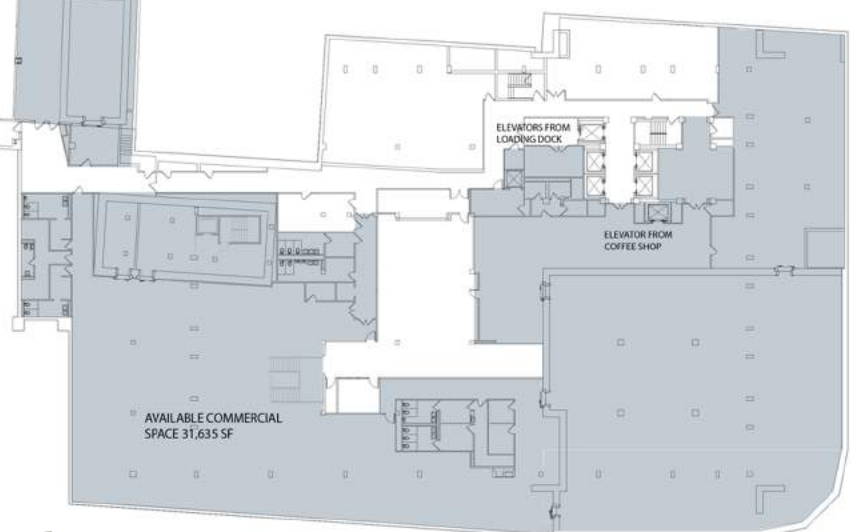 ELEVATORS FROM
LOADING DOCK
ELEVATOR FROM
COFFEE SHOP
AVAILABLE COMMERCIAL
SPACE 31,635 SF